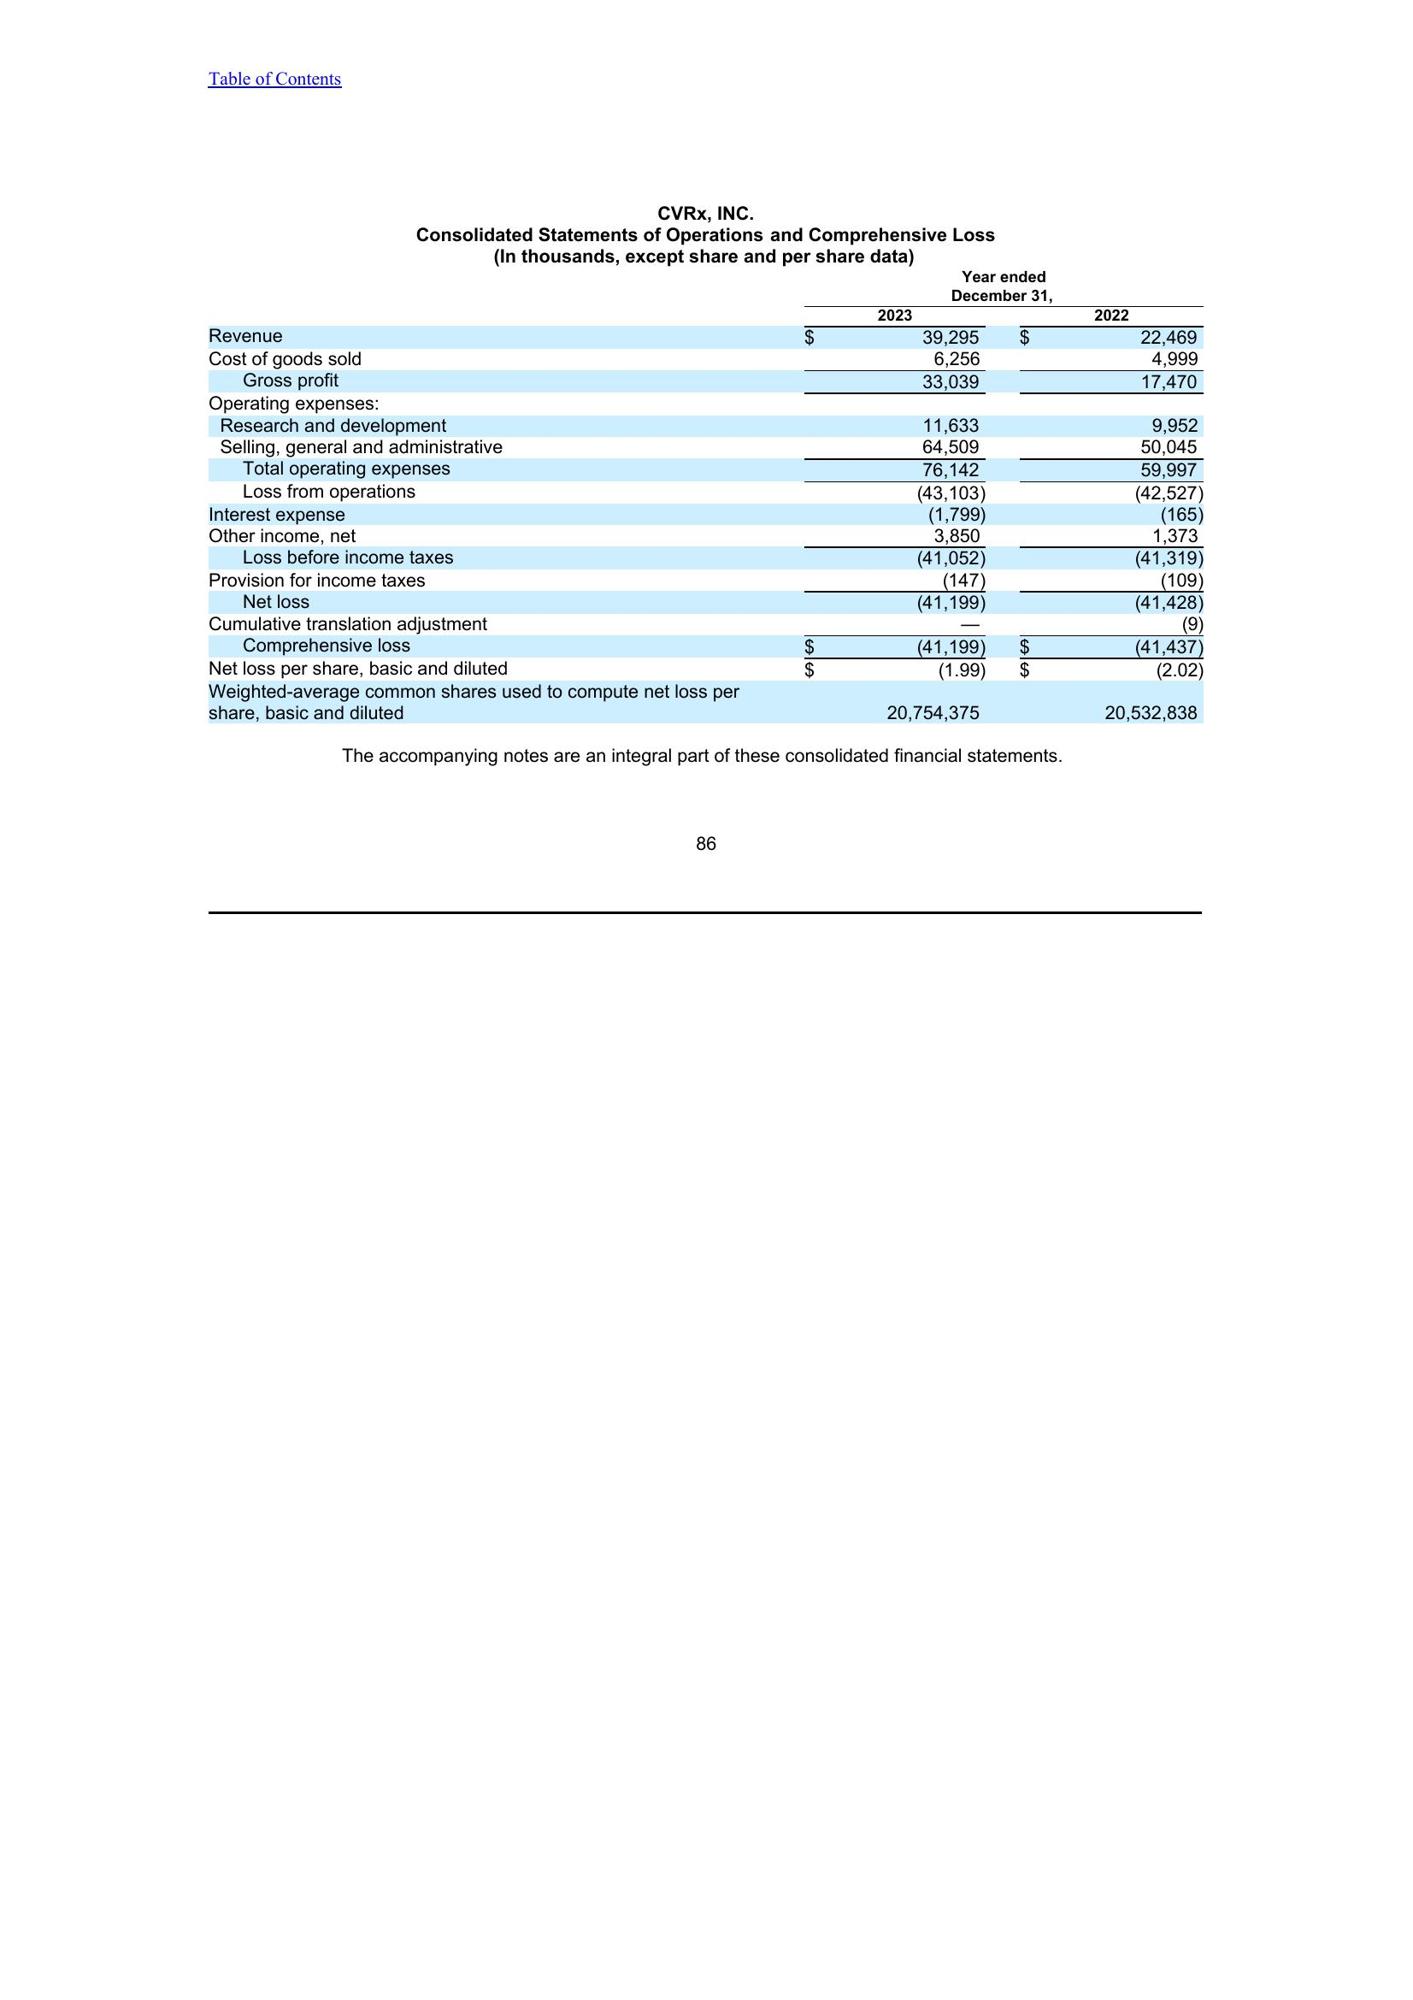 Table of Contents
CVRx, INC.
Consolidated Statements of Operations and Comprehensive Loss
(In thousands, except share and per share data)
Year ended
December 31,
2023 2022
Revenue $ 39,295 $ 22,469
Cost of goods sold 6,256 4,999
Gross profit 33,039 17,470
Operating expenses:
Research and development 11,633 9,952
Selling, general and administrative 64,509 50,045
Total operating expenses 76,142 59,997
Loss from operations (43,103) (42,527)
Interest expense (1,799) (165)
Other income, net 3,850 1,373
Loss before income taxes (41,052) (41,319)
Provision for income taxes (147) (109)
Net loss (41,199) (41,428)
Cumulative translation adjustment — (9)
Comprehensive loss $ (41,199) $ (41,437)
Net loss per share, basic and diluted $ (1.99) $ (2.02)
Weighted-average common shares used to compute net loss per
share, basic and diluted 20,754,375 20,532,838
The accompanying notes are an integral part of these consolidated financial statements.
86